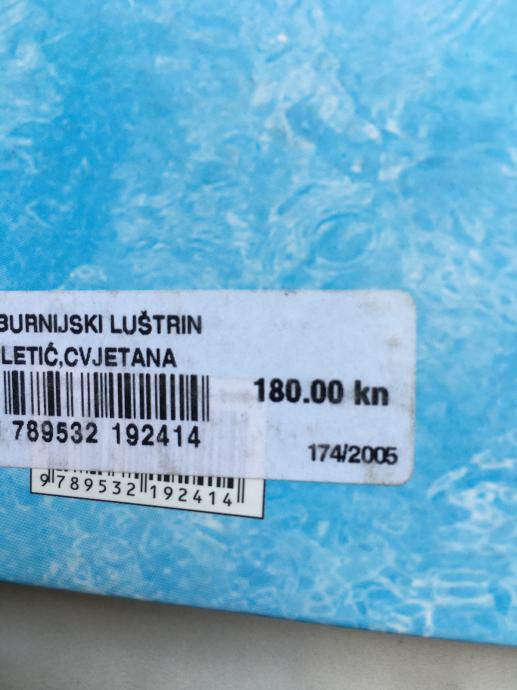 BURNIJSKI LUŠTRIN
LETIĆ,CVJETANA
180.00 kn
789532 192414
174/2005
9 789532 192414